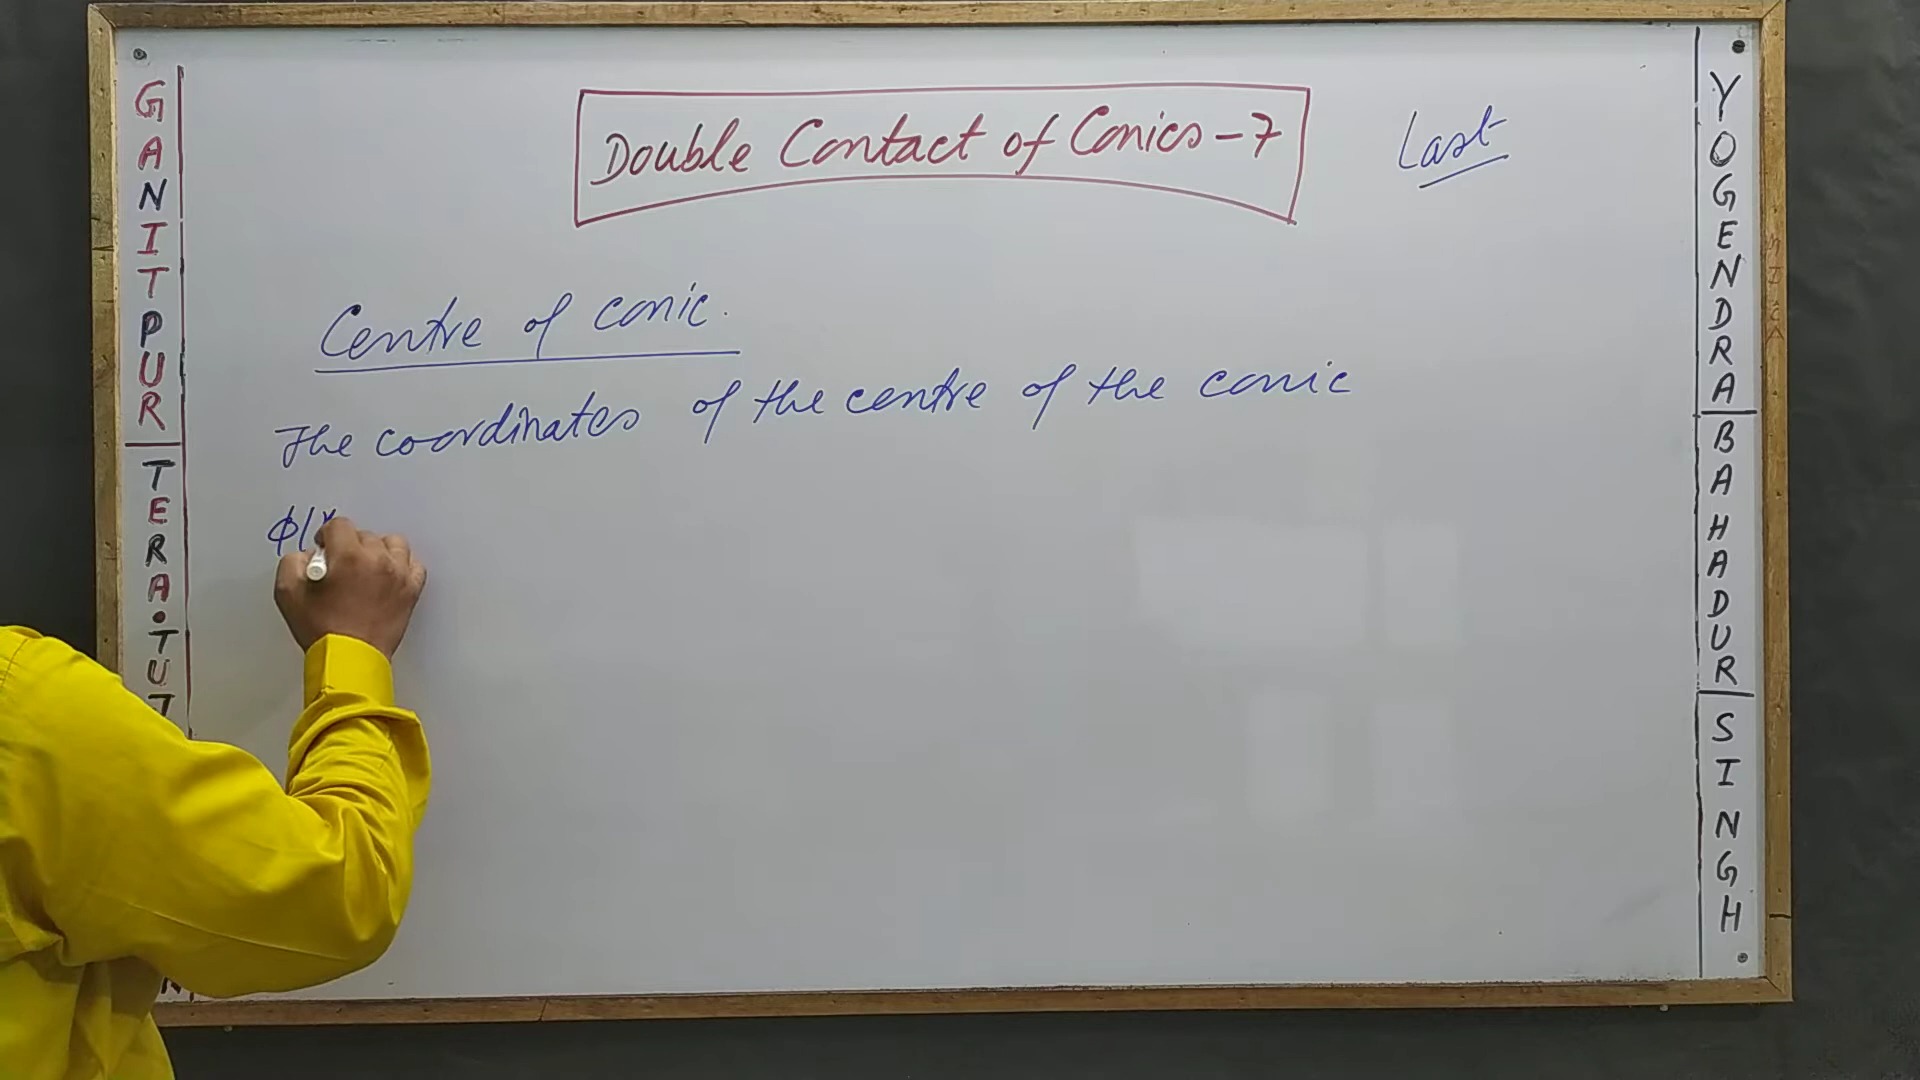 Double Contact of Conics-7
Last
Centre of conic.
The coordinates of the centre of the conic
φ(x
GANITPUR
TERA.TU
YOGENDRA
BAHADUR
SINGH